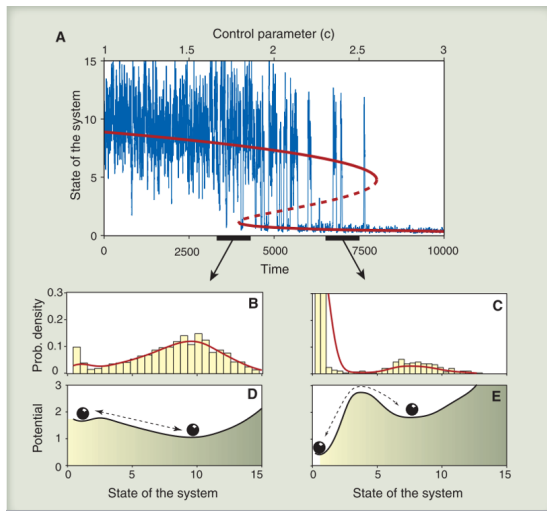 Control parameter (c)
A
1 1.5 2 2.5 3
15
10
5
0
State of the system
0 2500 5000 7500 10000
Time
B
0.3
0.2
0.1
0
Prob. density
C
D
3
2
1
0
Potential
0 5 10 15
State of the system
E
0 5 10 15
State of the system